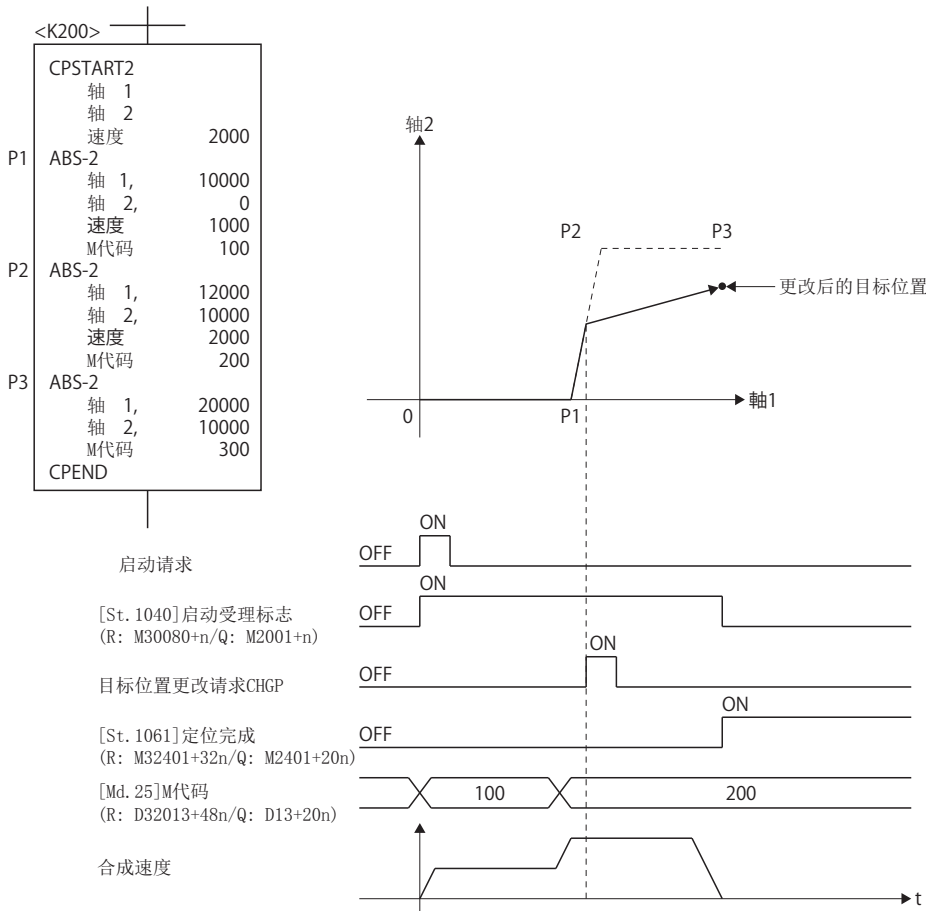 <K200>
CPSTART2
轴 1
轴 2
速度 2000
P1 ABS-2
轴 1, 10000
轴 2, 0
速度 1000
M代码 100
P2 ABS-2
轴 1, 12000
轴 2, 10000
速度 2000
M代码 200
P3 ABS-2
轴 1, 20000
轴 2, 10000
M代码 300
CPEND
轴2
P2 P3
更改后的目标位置
0 P1 軸1
启动请求 OFF ON
[St.1040]启动受理标志 OFF ON
(R: M30080+n/Q: M2001+n)
目标位置更改请求CHGP OFF ON
[St.1061]定位完成 OFF ON
(R: M32401+32n/Q: M2401+20n)
[Md.25]M代码 100 200
(R: D32013+48n/Q: D13+20n)
合成速度
t